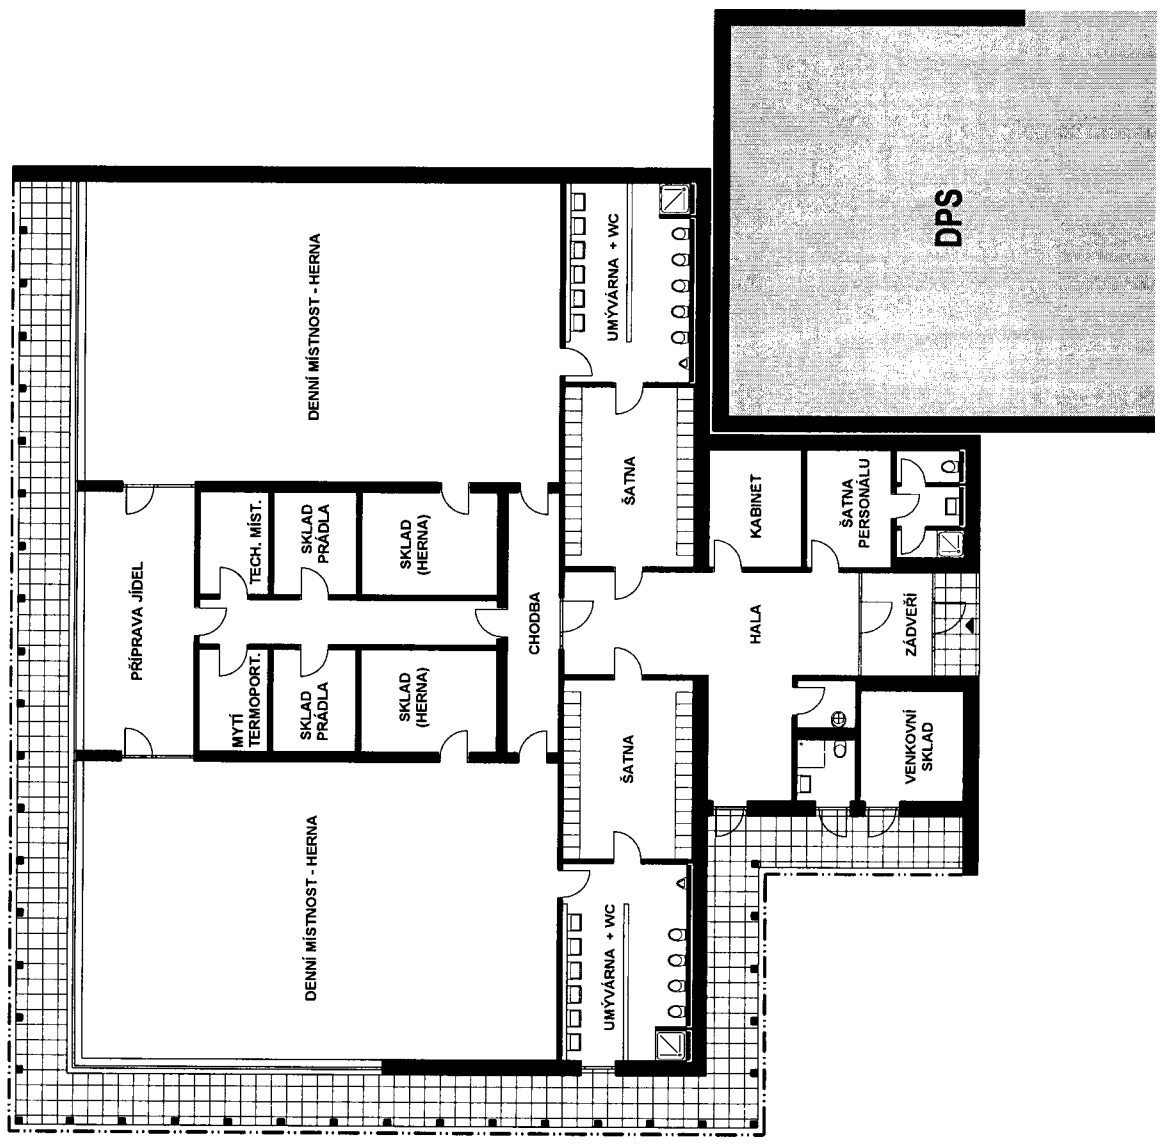 PŘÍPRAVA JÍDEL
MYTÍ
TERMOPORT.
TECH. MÍST.
DENNÍ MÍSTNOST - HERNA
SKLAD
PRÁDLA
SKLAD
PRÁDLA
DENNÍ MÍSTNOST - HERNA
SKLAD
(HERNA)
SKLAD
(HERNA)
CHODBA
UMÝVÁRNA + WC
ŠATNA
ŠATNA
UMÝVÁRNA + WC
HALA
KABINET
ŠATNA
PERSONÁLU
VENKOVNÍ
SKLAD
ZÁDVEŘÍ
DPS